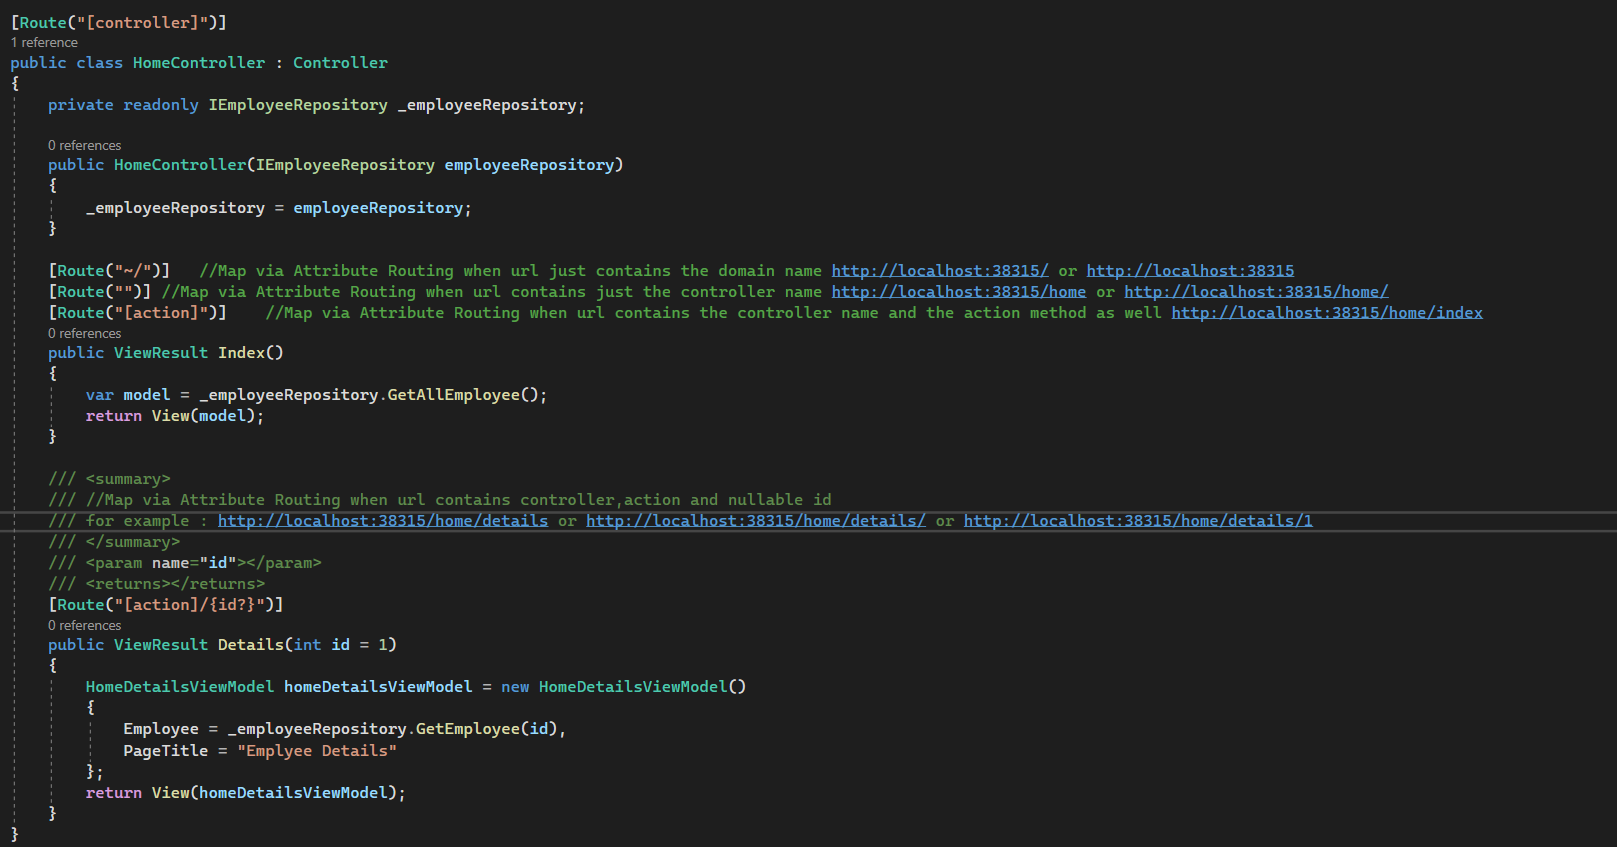 [Route("[controller]")]
1 reference
public class HomeController : Controller
{
private readonly IEmployeeRepository _employeeRepository;
0 references
public HomeController(IEmployeeRepository employeeRepository)
{
_employeeRepository = employeeRepository;
}
[Route("~/")] //Map via Attribute Routing when url just contains the domain name http://localhost:38315/ or http://localhost:38315
[Route("")] //Map via Attribute Routing when url contains just the controller name http://localhost:38315/home or http://localhost:38315/home/
[Route("[action]")] //Map via Attribute Routing when url contains the controller name and the action method as well http://localhost:38315/home/index
0 references
public ViewResult Index()
{
var model = _employeeRepository.GetAllEmployee();
return View(model);
}
/// <summary>
/// //Map via Attribute Routing when url contains controller,action and nullable id
/// for example : http://localhost:38315/home/details or http://localhost:38315/home/details/ or http://localhost:38315/home/details/1
/// </summary>
/// <param name="id"></param>
/// <returns></returns>
[Route("[action]/{id?}")]
0 references
public ViewResult Details(int id = 1)
{
HomeDetailsViewModel homeDetailsViewModel = new HomeDetailsViewModel()
{
Employee = _employeeRepository.GetEmployee(id),
PageTitle = "Emplyee Details"
};
return View(homeDetailsViewModel);
}
}